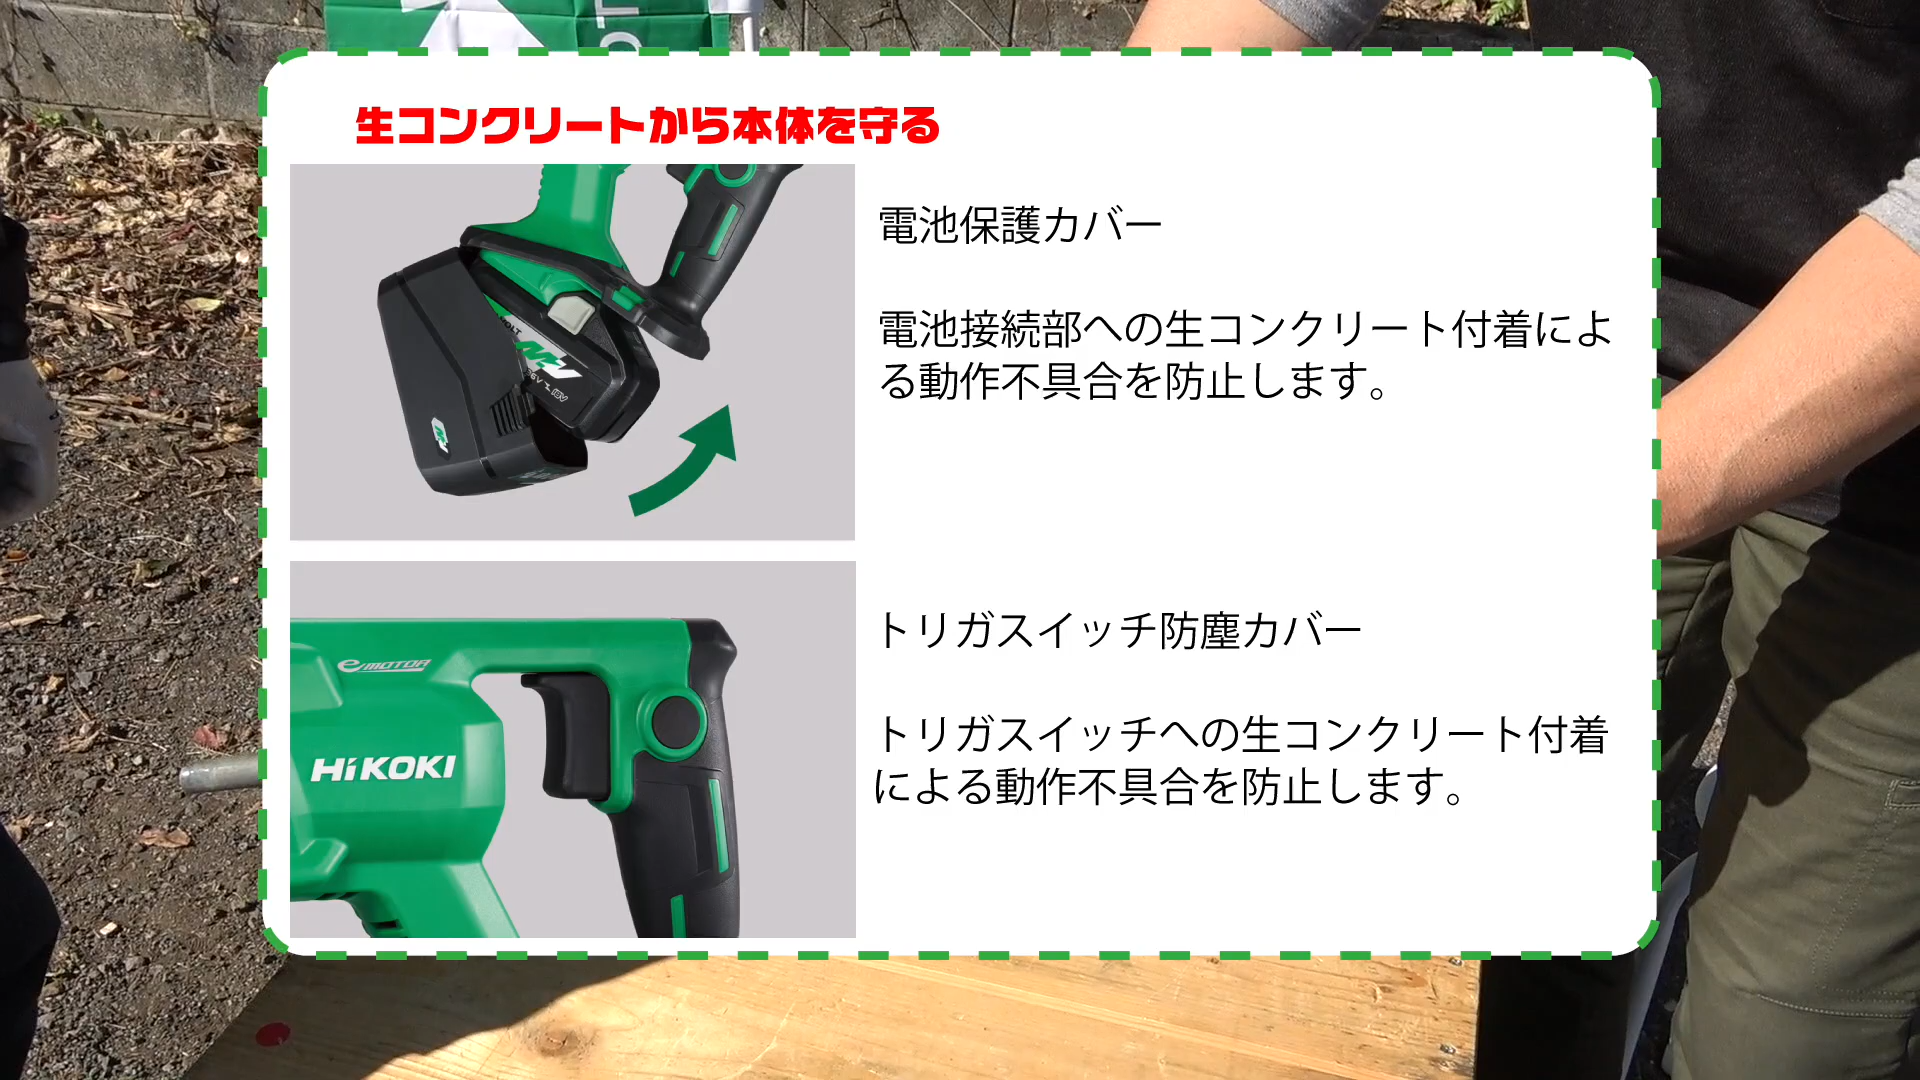 生コンクリートから本体を守る
電池保護カバー
電池接続部への生コンクリート付着によ
る動作不具合を防止します。
VOLT
36V 18V
トリガスイッチ防塵カバー
トリガスイッチへの生コンクリート付着
による動作不具合を防止します。
e MOTOR
HiKOKI